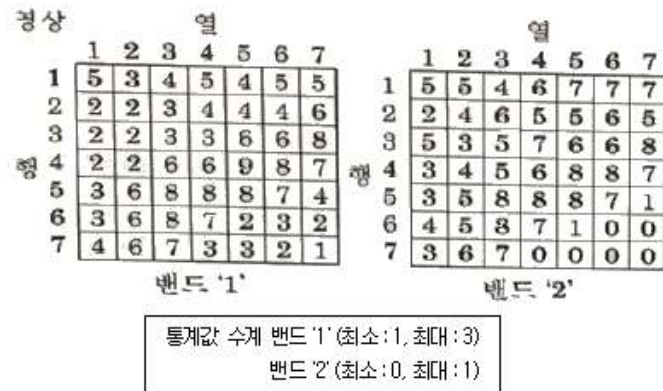 경상
열
1 2 3 4 5 6 7
1 5 3 4 5 4 5 5
2 2 2 3 4 4 4 6
3 2 2 3 3 6 6 8
4 2 2 6 6 9 8 7
5 3 6 8 8 8 7 4
6 3 6 8 7 2 3 2
7 4 6 7 3 3 2 1
행
밴드 '1'
열
1 2 3 4 5 6 7
1 5 5 4 6 7 7 7
2 2 4 6 5 5 6 5
3 5 3 5 7 6 6 8
4 3 4 5 6 8 8 7
5 3 5 8 8 8 7 1
6 4 5 8 7 1 0 0
7 3 6 7 0 0 0 0
행
밴드 '2'
통계값 수계 밴드 '1' (최소 : 1, 최대 : 3)
밴드 '2' (최소 : 0, 최대 : 1)